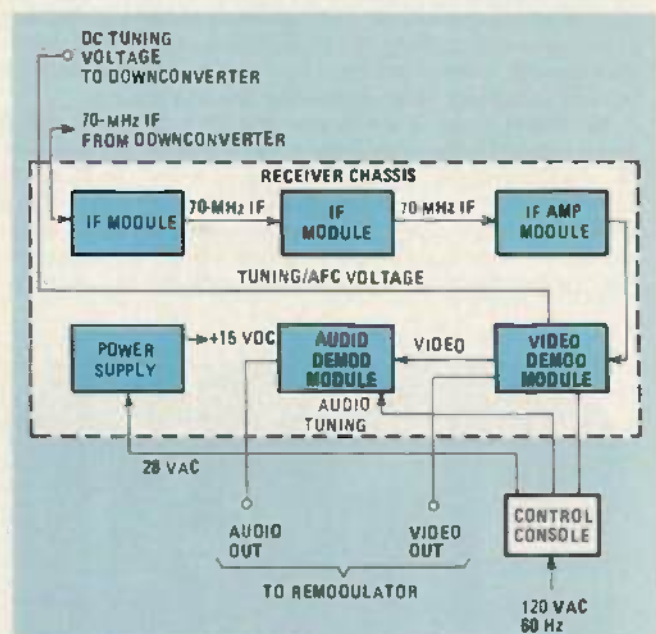 DC TUNING
VOLTAGE
TO DOWNCONVERTER
70-MHz IF
FROM DOWNCONVERTER
RECEIVER CHASSIS
IF MODULE
70-MHz IF
IF
MODULE
70-MHz IF
IF AMP
MODULE
TUNING/AFC VOLTAGE
POWER
SUPPLY
+15 VDC
AUDIO
DEMOD
MODULE
VIDEO
VIDEO
DEMOD
MODULE
AUDIO
TUNING
28 VAC
AUDIO
OUT
VIDEO
OUT
CONTROL
CONSOLE
TO REMODULATOR
120 VAC
60 Hz